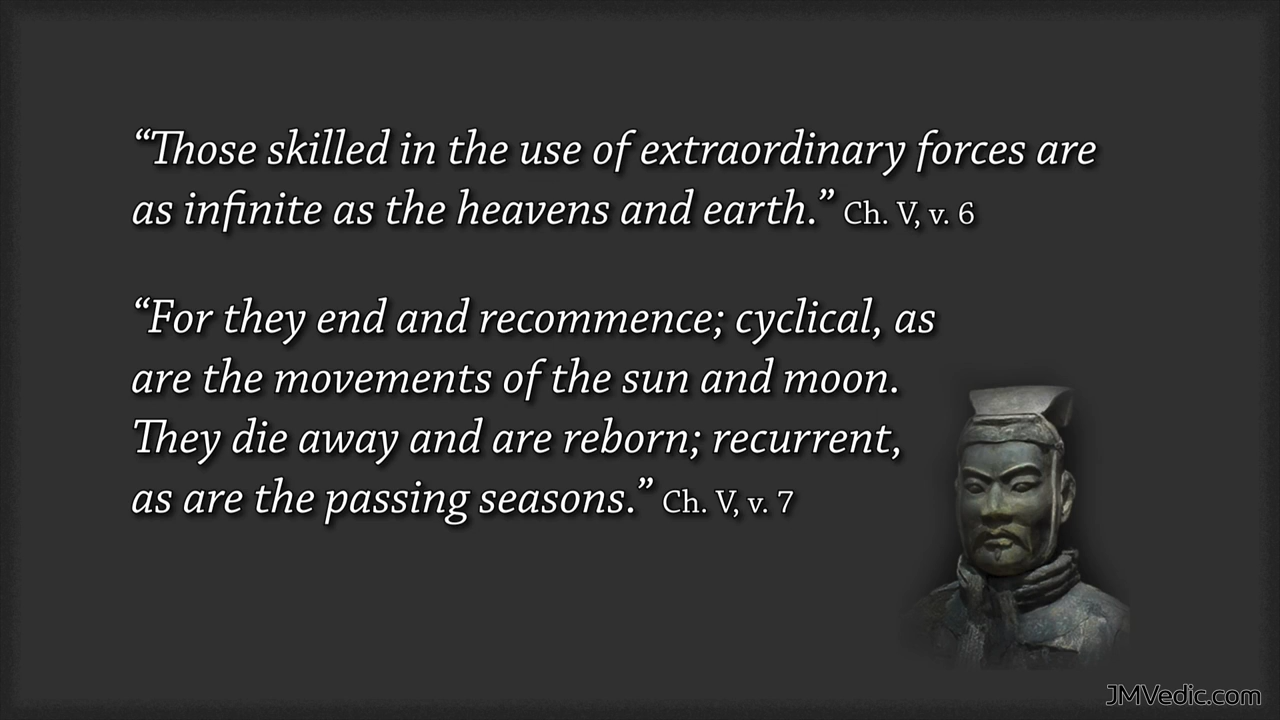 “Those skilled in the use of extraordinary forces are
as infinite as the heavens and earth.” Ch. V, v. 6
“For they end and recommence; cyclical, as
are the movements of the sun and moon.
They die away and are reborn; recurrent,
as are the passing seasons.” Ch. V, v. 7
JMVedic.com